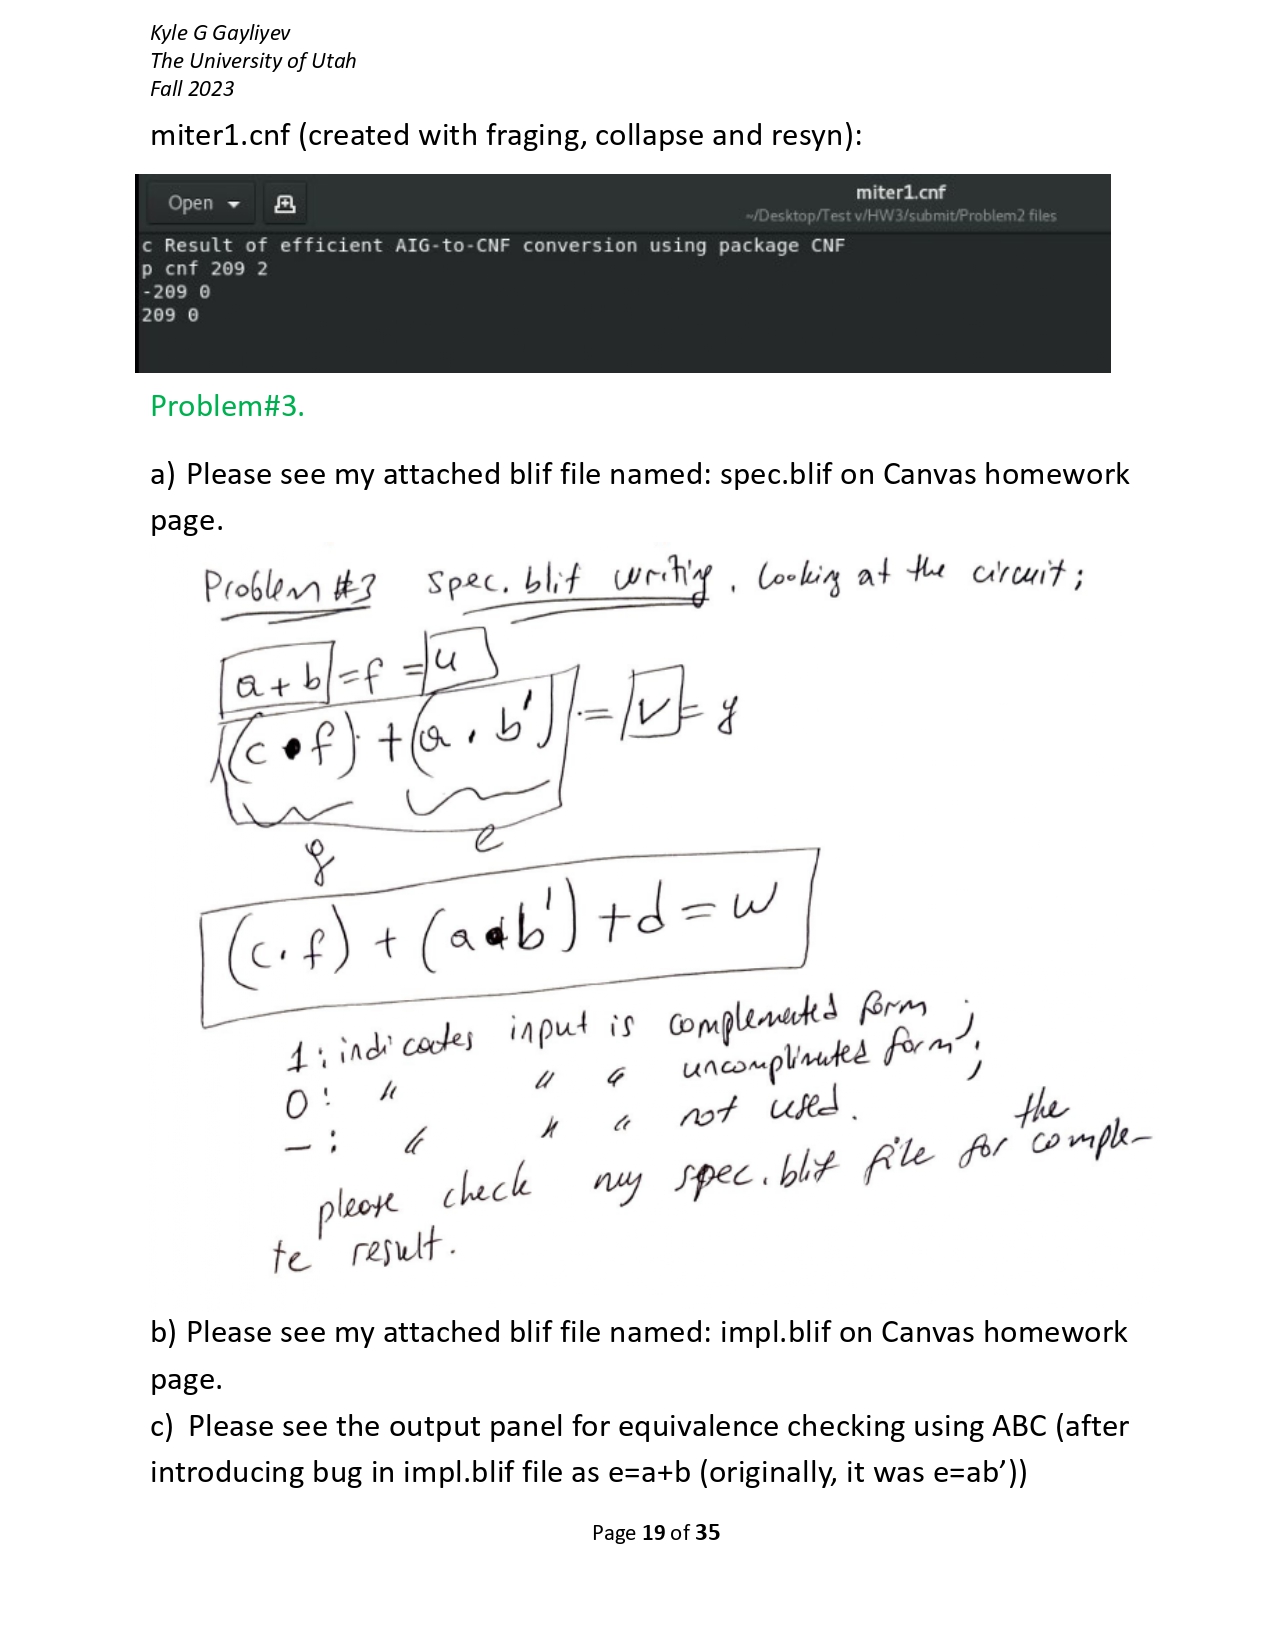 Kyle G Gayliyev
The University of Utah
Fall 2023
miter1.cnf (created with fraging, collapse and resyn):
Open
miter1.cnf
~/Desktop/Test v/HW3/submit/Problem2 files
c Result of efficient AIG-to-CNF conversion using package CNF
p cnf 209 2
-209 0
209 0
Problem#3.
a) Please see my attached blif file named: spec.blif on Canvas homework
page.
Problem #3 spec. blif writing. looking at the circuit;
a + b = f = u
(c • f) + (a . b') = v = y
g e
(c . f) + (a • b') + d = w
1: indicates input is complemented form ;
0: " " " uncomplimuted form ;
— : " " " not used.
please check my spec. blif file for the comple-
te result.
b) Please see my attached blif file named: impl.blif on Canvas homework
page.
c) Please see the output panel for equivalence checking using ABC (after
introducing bug in impl.blif file as e=a+b (originally, it was e=ab’))
Page 19 of 35